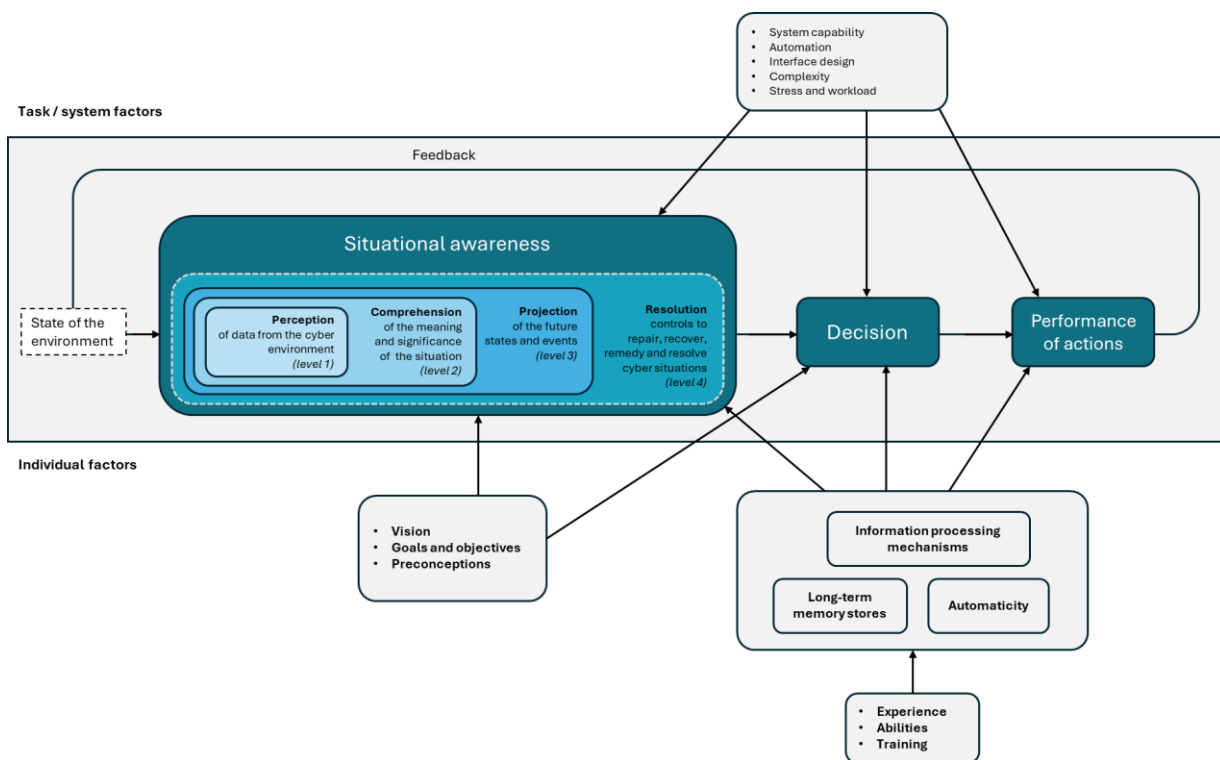 • System capability
• Automation
• Interface design
• Complexity
• Stress and workload
Task / system factors
Feedback
Situational awareness
State of the
environment
Perception
of data from the cyber
environment
(level 1)
Comprehension
of the meaning
and significance
of the situation
(level 2)
Projection
of the future
states and events
(level 3)
Resolution
controls to
repair, recover,
remedy and resolve
cyber situations
(level 4)
Decision
Performance
of actions
Individual factors
• Vision
• Goals and objectives
• Preconceptions
Information processing
mechanisms
Long-term
memory stores
Automaticity
• Experience
• Abilities
• Training